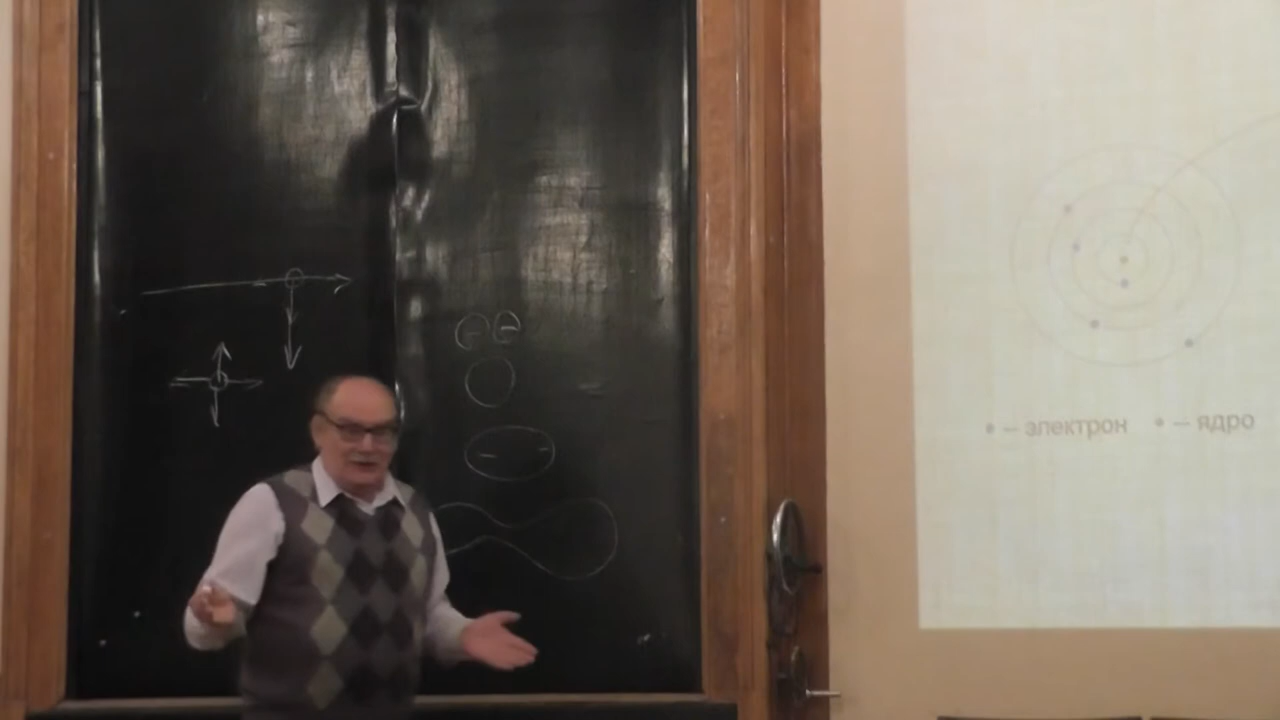 – электрон – ядро